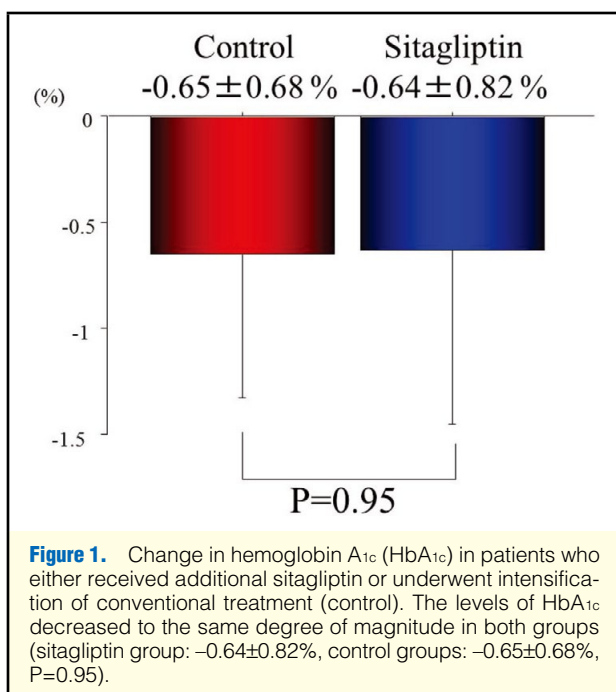 Control Sitagliptin
-0.65±0.68% -0.64±0.82%
(%)
0
-0.5
-1
-1.5
P=0.95
Figure 1. Change in hemoglobin A1c (HbA1c) in patients who
either received additional sitagliptin or underwent intensifica-
tion of conventional treatment (control). The levels of HbA1c
decreased to the same degree of magnitude in both groups
(sitagliptin group: –0.64±0.82%, control groups: –0.65±0.68%,
P=0.95).